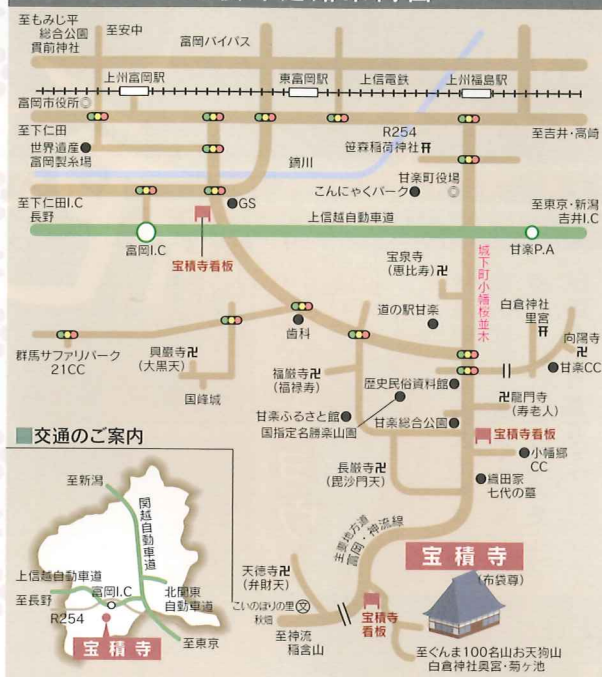 至もみじ平
総合公園
貫前神社
至安中
富岡バイパス
上州富岡駅
東富岡駅
上信電鉄
上州福島駅
富岡市役所
至下仁田
R254
至吉井・高崎
世界遺産
富岡製糸場
笹森稲荷神社
鏑川
甘楽町役場
こんにゃくパーク
至下仁田I.C
長野
GS
上信越自動車道
至東京・新潟
吉井I.C
富岡I.C
宝積寺看板
甘楽P.A
城下町小幡桜並木
宝泉寺卍
(恵比寿)
白倉神社
里宮
道の駅甘楽
向陽寺
卍
歯科
群馬サファリパーク
21CC
興巌寺卍
(大黒天)
福厳寺卍
(福禄寿)
歴史民俗資料館
甘楽CC
国峰城
卍龍門寺
(寿老人)
甘楽ふるさと館
国指定名勝楽山園
甘楽総合公園
宝積寺看板
小幡郷
CC
長厳寺卍
(毘沙門天)
織田家
七代の墓
■交通のご案内
至新潟
関越自動車道
上信越自動車道
富岡I.C
至長野
北関東
自動車道
R254
至東京
宝積寺
主要地方道
富岡・神流線
天徳寺卍
(弁財天)
こいのぼりの里文
秋畑
宝積寺
(布袋尊)
宝積寺
看板
至神流
稲含山
至ぐんま100名山お天狗山
白倉神社奥宮・菊ヶ池